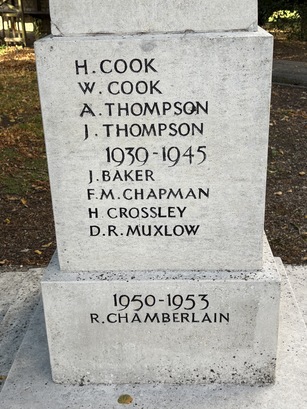 H. COOK
W. COOK
A. THOMPSON
J. THOMPSON
1939-1945
J. BAKER
F. M. CHAPMAN
H CROSSLEY
D. R. MUXLOW
1950-1953
R. CHAMBERLAIN